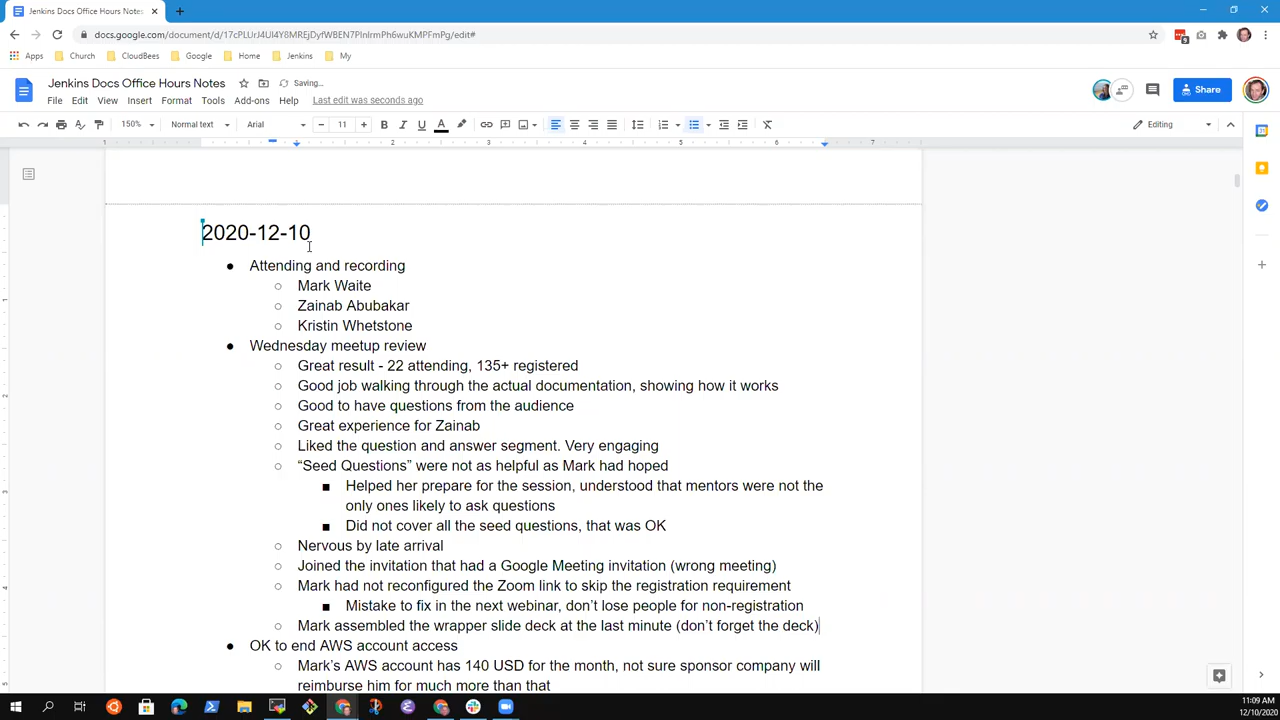 Jenkins Docs Office Hours Notes
docs.google.com/document/d/17cPLUrJ4UI4Y8MREjDyfWBEN7PInlrmPh6wuKMPFmPg/edit#
Apps Church CloudBees Google Home Jenkins My
Jenkins Docs Office Hours Notes Saving...
File Edit View Insert Format Tools Add-ons Help Last edit was seconds ago
Share
150% Normal text Arial 11 Editing
1 1 2 3 4 5 6 7
2020-12-10
● Attending and recording
○ Mark Waite
○ Zainab Abubakar
○ Kristin Whetstone
● Wednesday meetup review
○ Great result - 22 attending, 135+ registered
○ Good job walking through the actual documentation, showing how it works
○ Good to have questions from the audience
○ Great experience for Zainab
○ Liked the question and answer segment. Very engaging
○ “Seed Questions” were not as helpful as Mark had hoped
■ Helped her prepare for the session, understood that mentors were not the
only ones likely to ask questions
■ Did not cover all the seed questions, that was OK
○ Nervous by late arrival
○ Joined the invitation that had a Google Meeting invitation (wrong meeting)
○ Mark had not reconfigured the Zoom link to skip the registration requirement
■ Mistake to fix in the next webinar, don’t lose people for non-registration
○ Mark assembled the wrapper slide deck at the last minute (don’t forget the deck)
● OK to end AWS account access
○ Mark’s AWS account has 140 USD for the month, not sure sponsor company will
reimburse him for much more than that
11:09 AM
12/10/2020